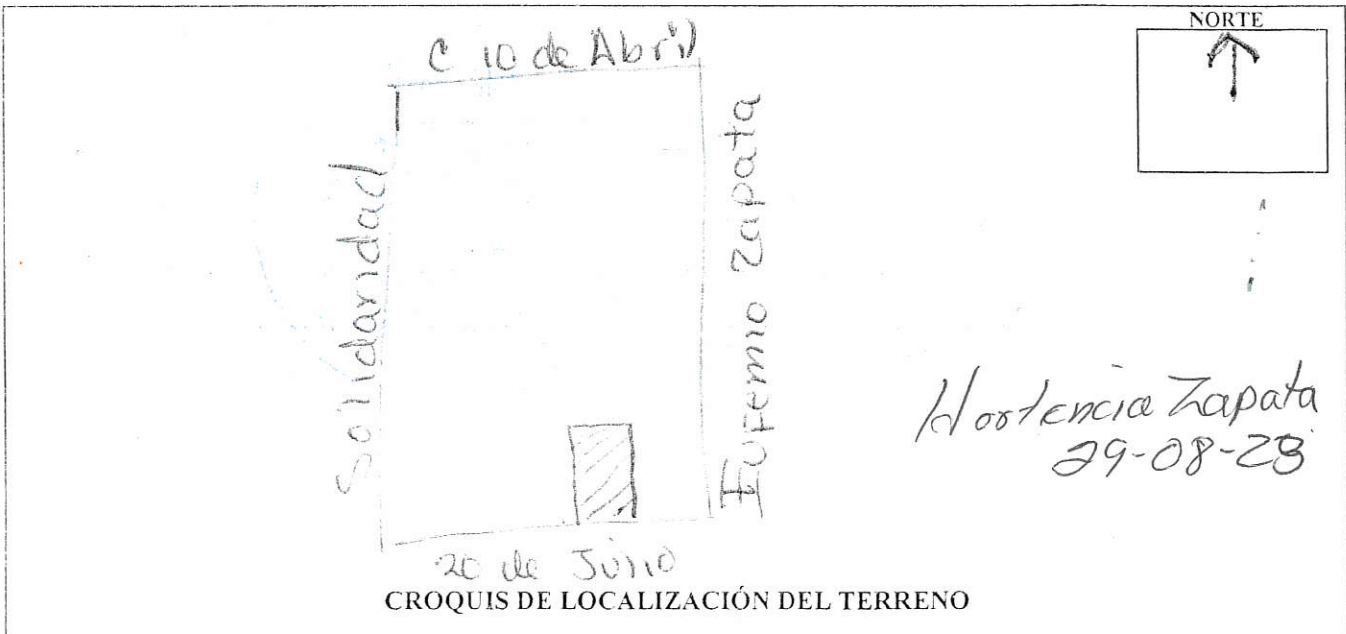 NORTE
C 10 de Abril
Solidaridad
Eufemio Zapata
Hortencia Zapata
29-08-23
20 de Junio
CROQUIS DE LOCALIZACIÓN DEL TERRENO